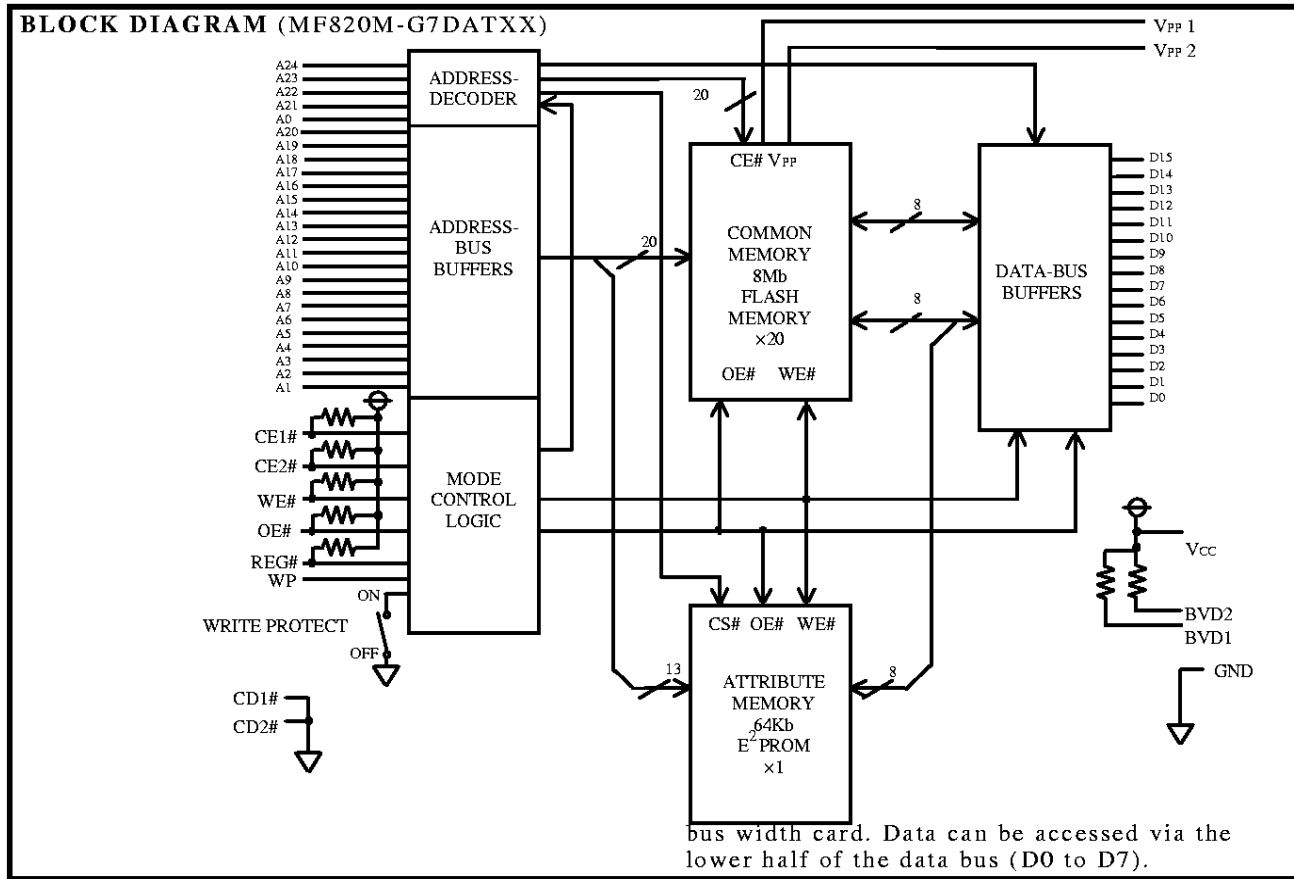 BLOCK DIAGRAM (MF820M-G7DATXX)
VPP 1
VPP 2
A24
A23
A22
A21
A0
A20
A19
A18
A17
A16
A15
A14
A13
A12
A11
A10
A9
A8
A7
A6
A5
A4
A3
A2
A1
ADDRESS-
DECODER
ADDRESS-
BUS
BUFFERS
20
20
CE# VPP
COMMON
MEMORY
8Mb
FLASH
MEMORY
×20
OE# WE#
8
8
DATA-BUS
BUFFERS
D15
D14
D13
D12
D11
D10
D9
D8
D7
D6
D5
D4
D3
D2
D1
D0
CE1#
CE2#
WE#
OE#
REG#
WP
MODE
CONTROL
LOGIC
ON
WRITE PROTECT
OFF
CD1#
CD2#
CS# OE# WE#
13
8
ATTRIBUTE
MEMORY
64Kb
E2PROM
×1
VCC
BVD2
BVD1
GND
bus width card. Data can be accessed via the
lower half of the data bus (D0 to D7).